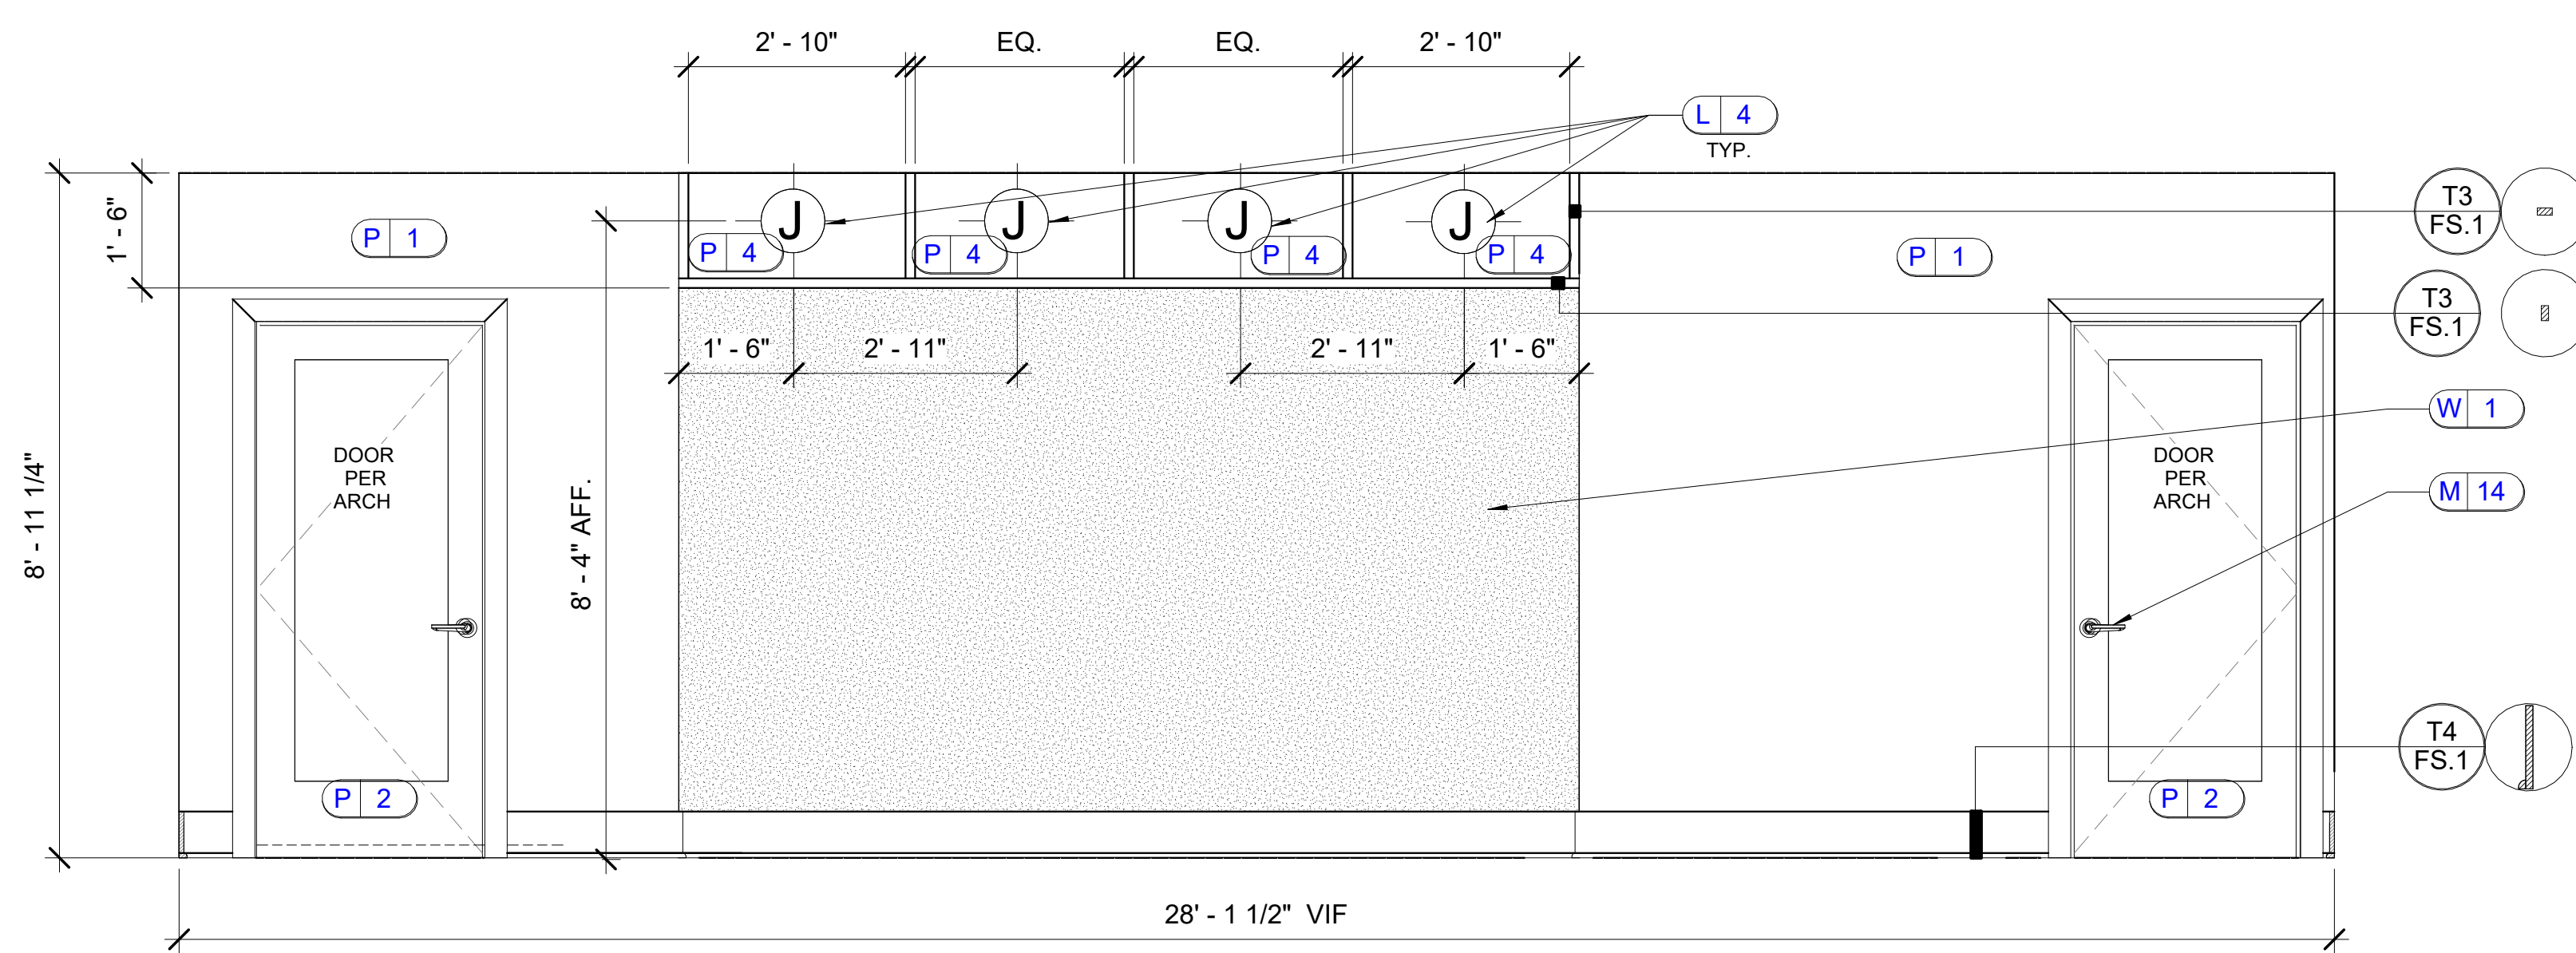 2' - 10" EQ. EQ. 2' - 10"
L 4
TYP.
1' - 6"
P 1
J J J J
P 4 P 4 P 4 P 4
P 1
T3
FS.1
T3
FS.1
1' - 6" 2' - 11" 2' - 11" 1' - 6"
W 1
M 14
8' - 11 1/4"
DOOR
PER
ARCH
8' - 4" AFF.
DOOR
PER
ARCH
P 2
P 2
T4
FS.1
28' - 1 1/2" VIF